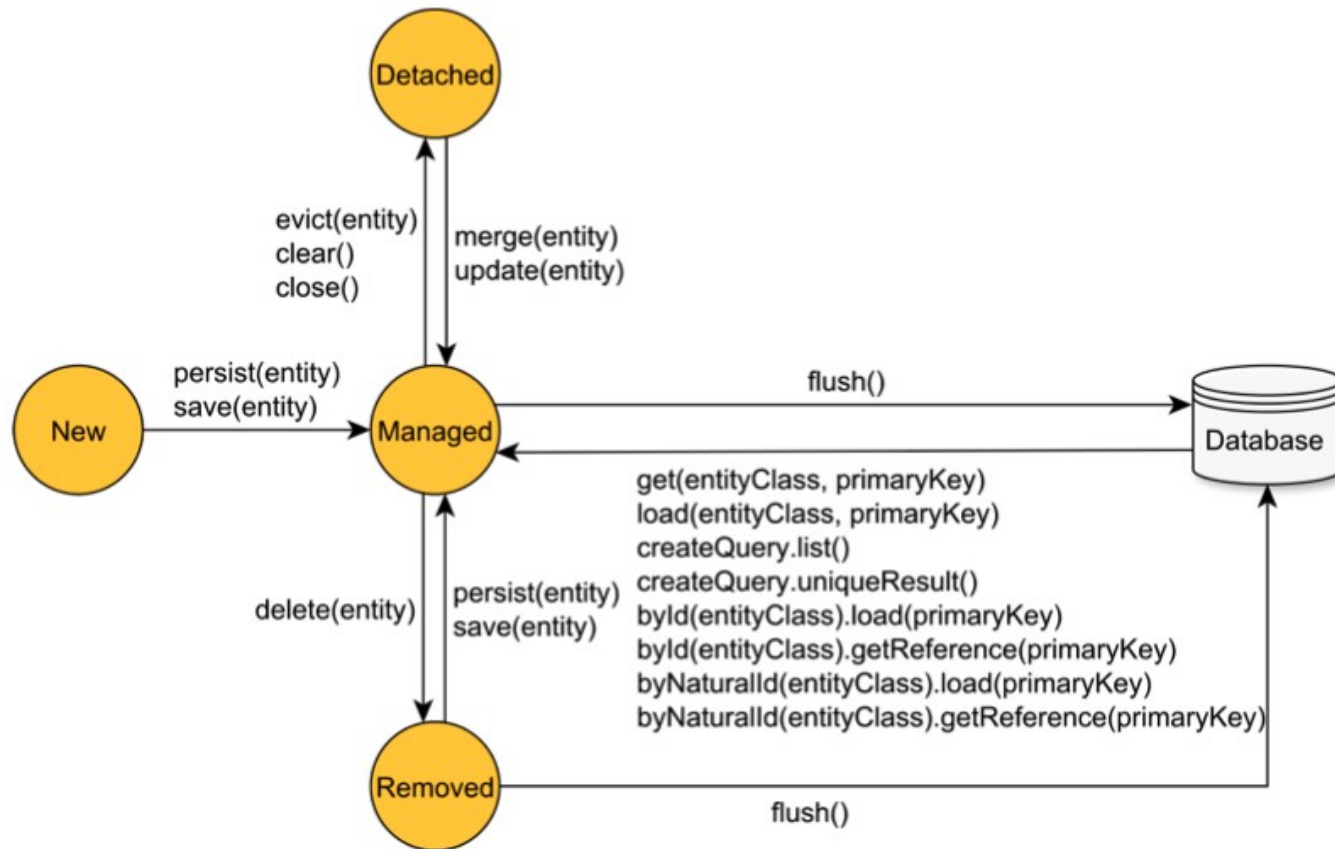 Detached
evict(entity)
clear()
close()
merge(entity)
update(entity)
persist(entity)
save(entity)
New
Managed
flush()
Database
get(entityClass, primaryKey)
load(entityClass, primaryKey)
createQuery.list()
createQuery.uniqueResult()
byId(entityClass).load(primaryKey)
byId(entityClass).getReference(primaryKey)
byNaturalId(entityClass).load(primaryKey)
byNaturalId(entityClass).getReference(primaryKey)
delete(entity)
persist(entity)
save(entity)
Removed
flush()